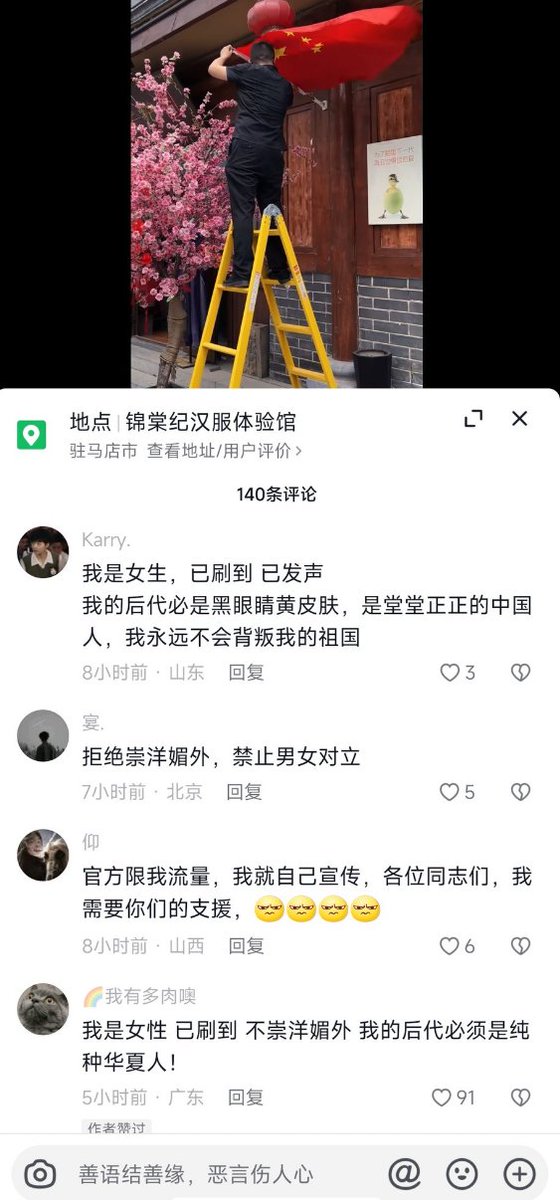 地点 | 锦棠纪汉服体验馆
驻马店市 查看地址/用户评价 >
140条评论
Karry.
我是女生，已刷到 已发声
我的后代必是黑眼睛黄皮肤，是堂堂正正的中国
人，我永远不会背叛我的祖国
8小时前 · 山东 回复 3
宴.
拒绝崇洋媚外，禁止男女对立
7小时前 · 北京 回复 5
仰
官方限我流量，我就自己宣传，各位同志们，我
需要你们的支援，
8小时前 · 山西 回复 6
🌈我有多肉噢
我是女性 已刷到 不崇洋媚外 我的后代必须是纯
种华夏人！
5小时前 · 广东 回复 91
作者赞过
善语结善缘，恶言伤人心